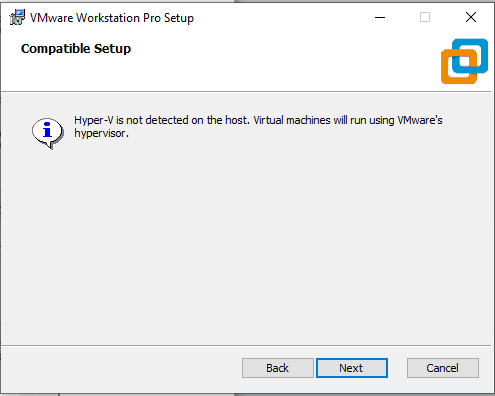 VMware Workstation Pro Setup
Compatible Setup
Hyper-V is not detected on the host. Virtual machines will run using VMware's
hypervisor.
Back
Next
Cancel